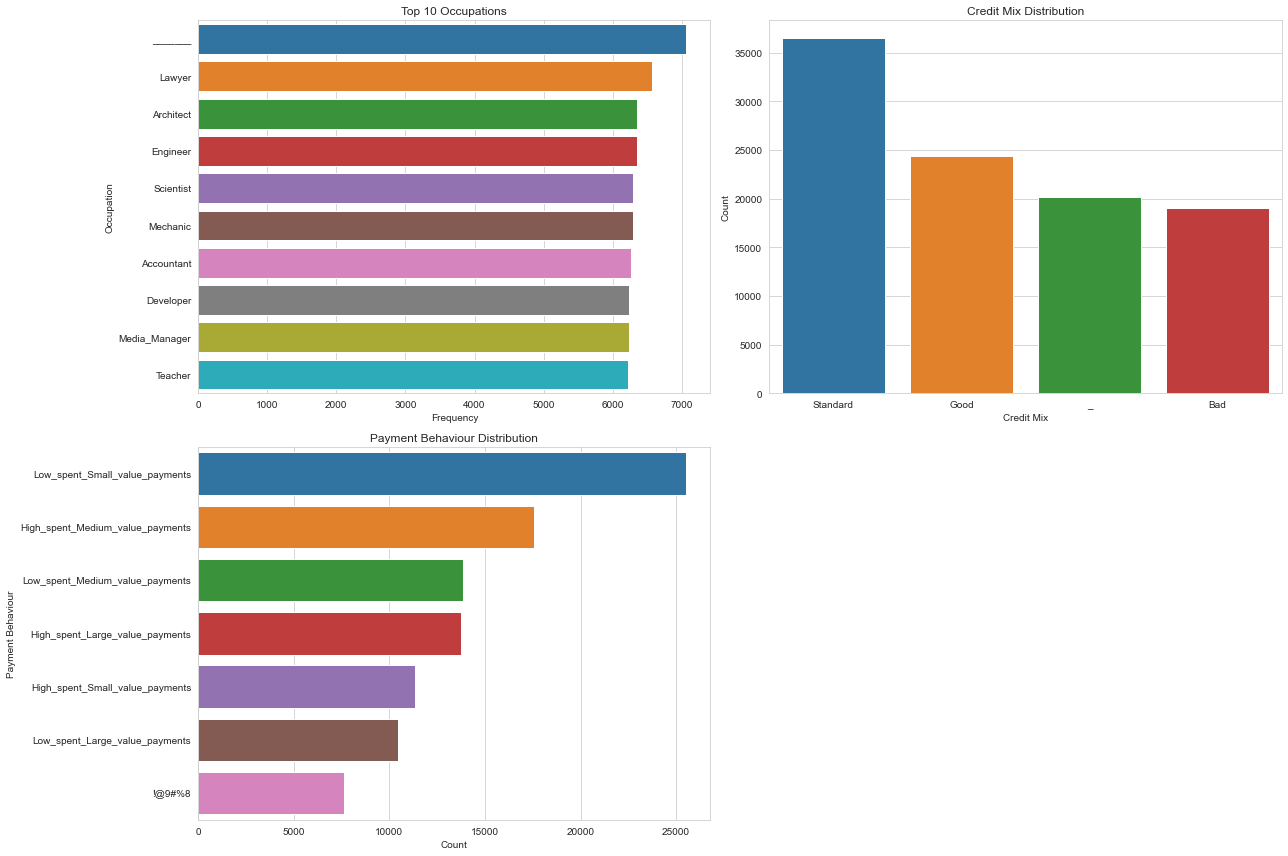 Top 10 Occupations
_______
Lawyer
Architect
Engineer
Scientist
Mechanic
Accountant
Developer
Media_Manager
Teacher
Occupation
0 1000 2000 3000 4000 5000 6000 7000
Frequency
Credit Mix Distribution
35000
30000
25000
20000
15000
10000
5000
0
Count
Standard Good _ Bad
Credit Mix
Payment Behaviour Distribution
Low_spent_Small_value_payments
High_spent_Medium_value_payments
Low_spent_Medium_value_payments
High_spent_Large_value_payments
High_spent_Small_value_payments
Low_spent_Large_value_payments
!@9#%8
Payment Behaviour
0 5000 10000 15000 20000 25000
Count